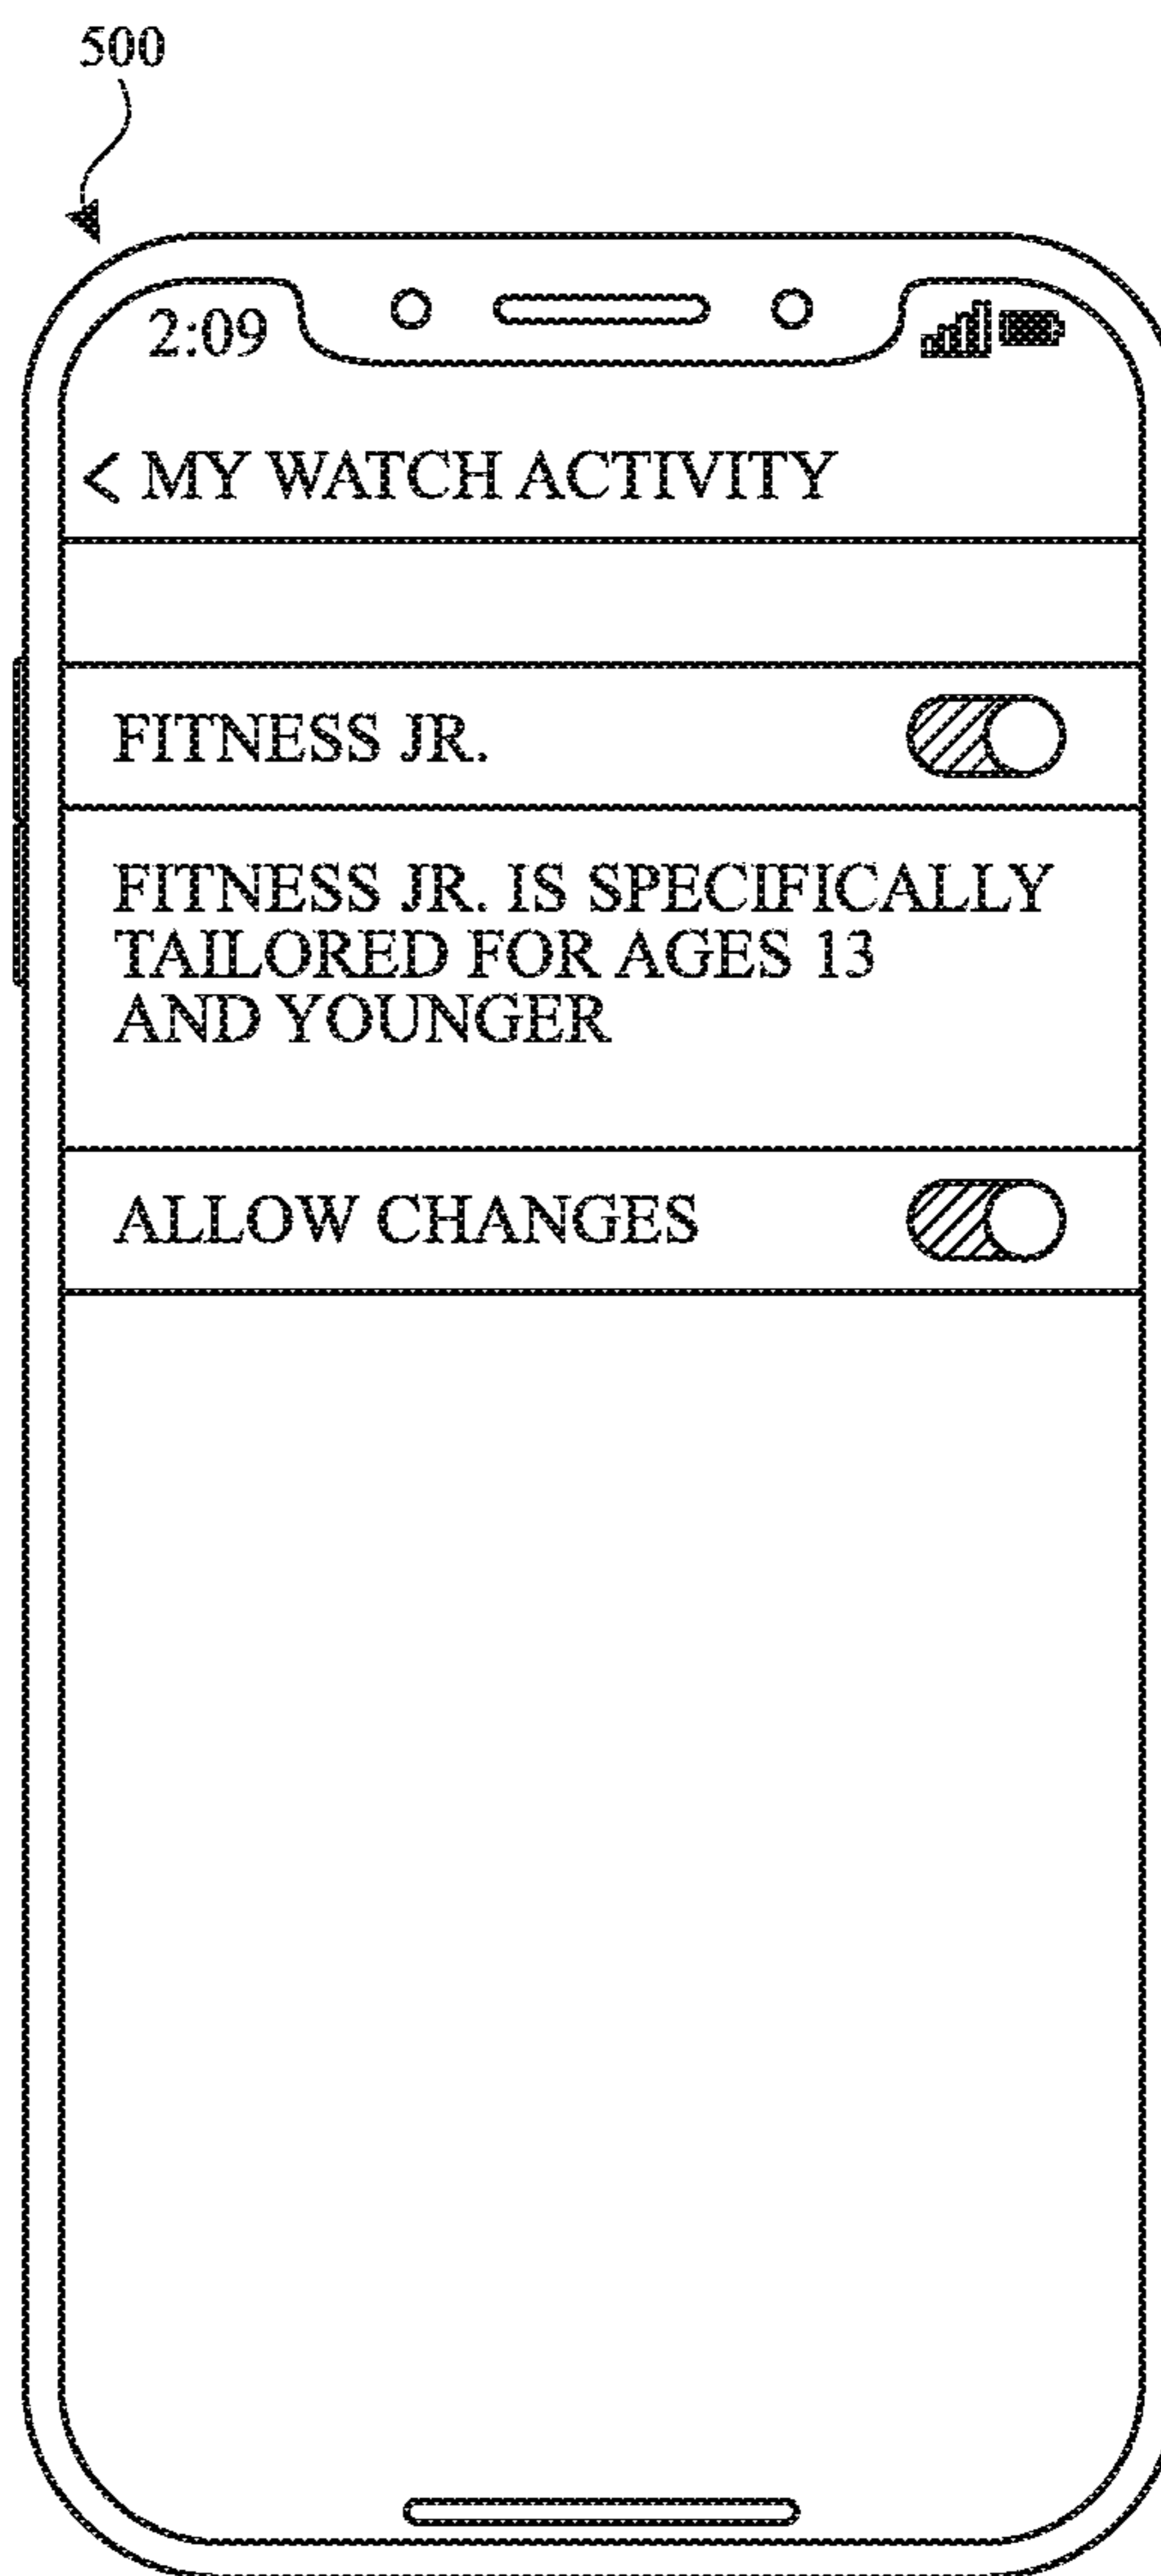 500
2:09
< MY WATCH ACTIVITY
FITNESS JR.
FITNESS JR. IS SPECIFICALLY
TAILORED FOR AGES 13
AND YOUNGER
ALLOW CHANGES